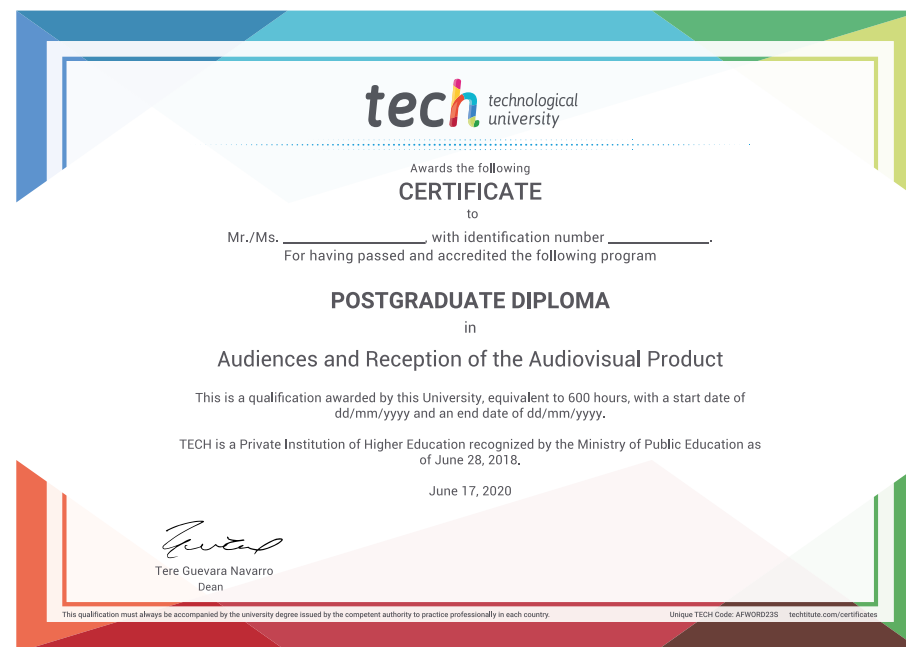 tech technological
university
Awards the following
CERTIFICATE
to
Mr./Ms. ____________, with identification number ____________.
For having passed and accredited the following program
POSTGRADUATE DIPLOMA
in
Audiences and Reception of the Audiovisual Product
This is a qualification awarded by this University, equivalent to 600 hours, with a start date of
dd/mm/yyyy and an end date of dd/mm/yyyy.
TECH is a Private Institution of Higher Education recognized by the Ministry of Public Education as
of June 28, 2018.
June 17, 2020
Tere Guevara Navarro
Dean
This qualification must always be accompanied by the university degree issued by the competent authority to practice professionally in each country.
Unique TECH Code: AFWORD23S techtitute.com/certificates